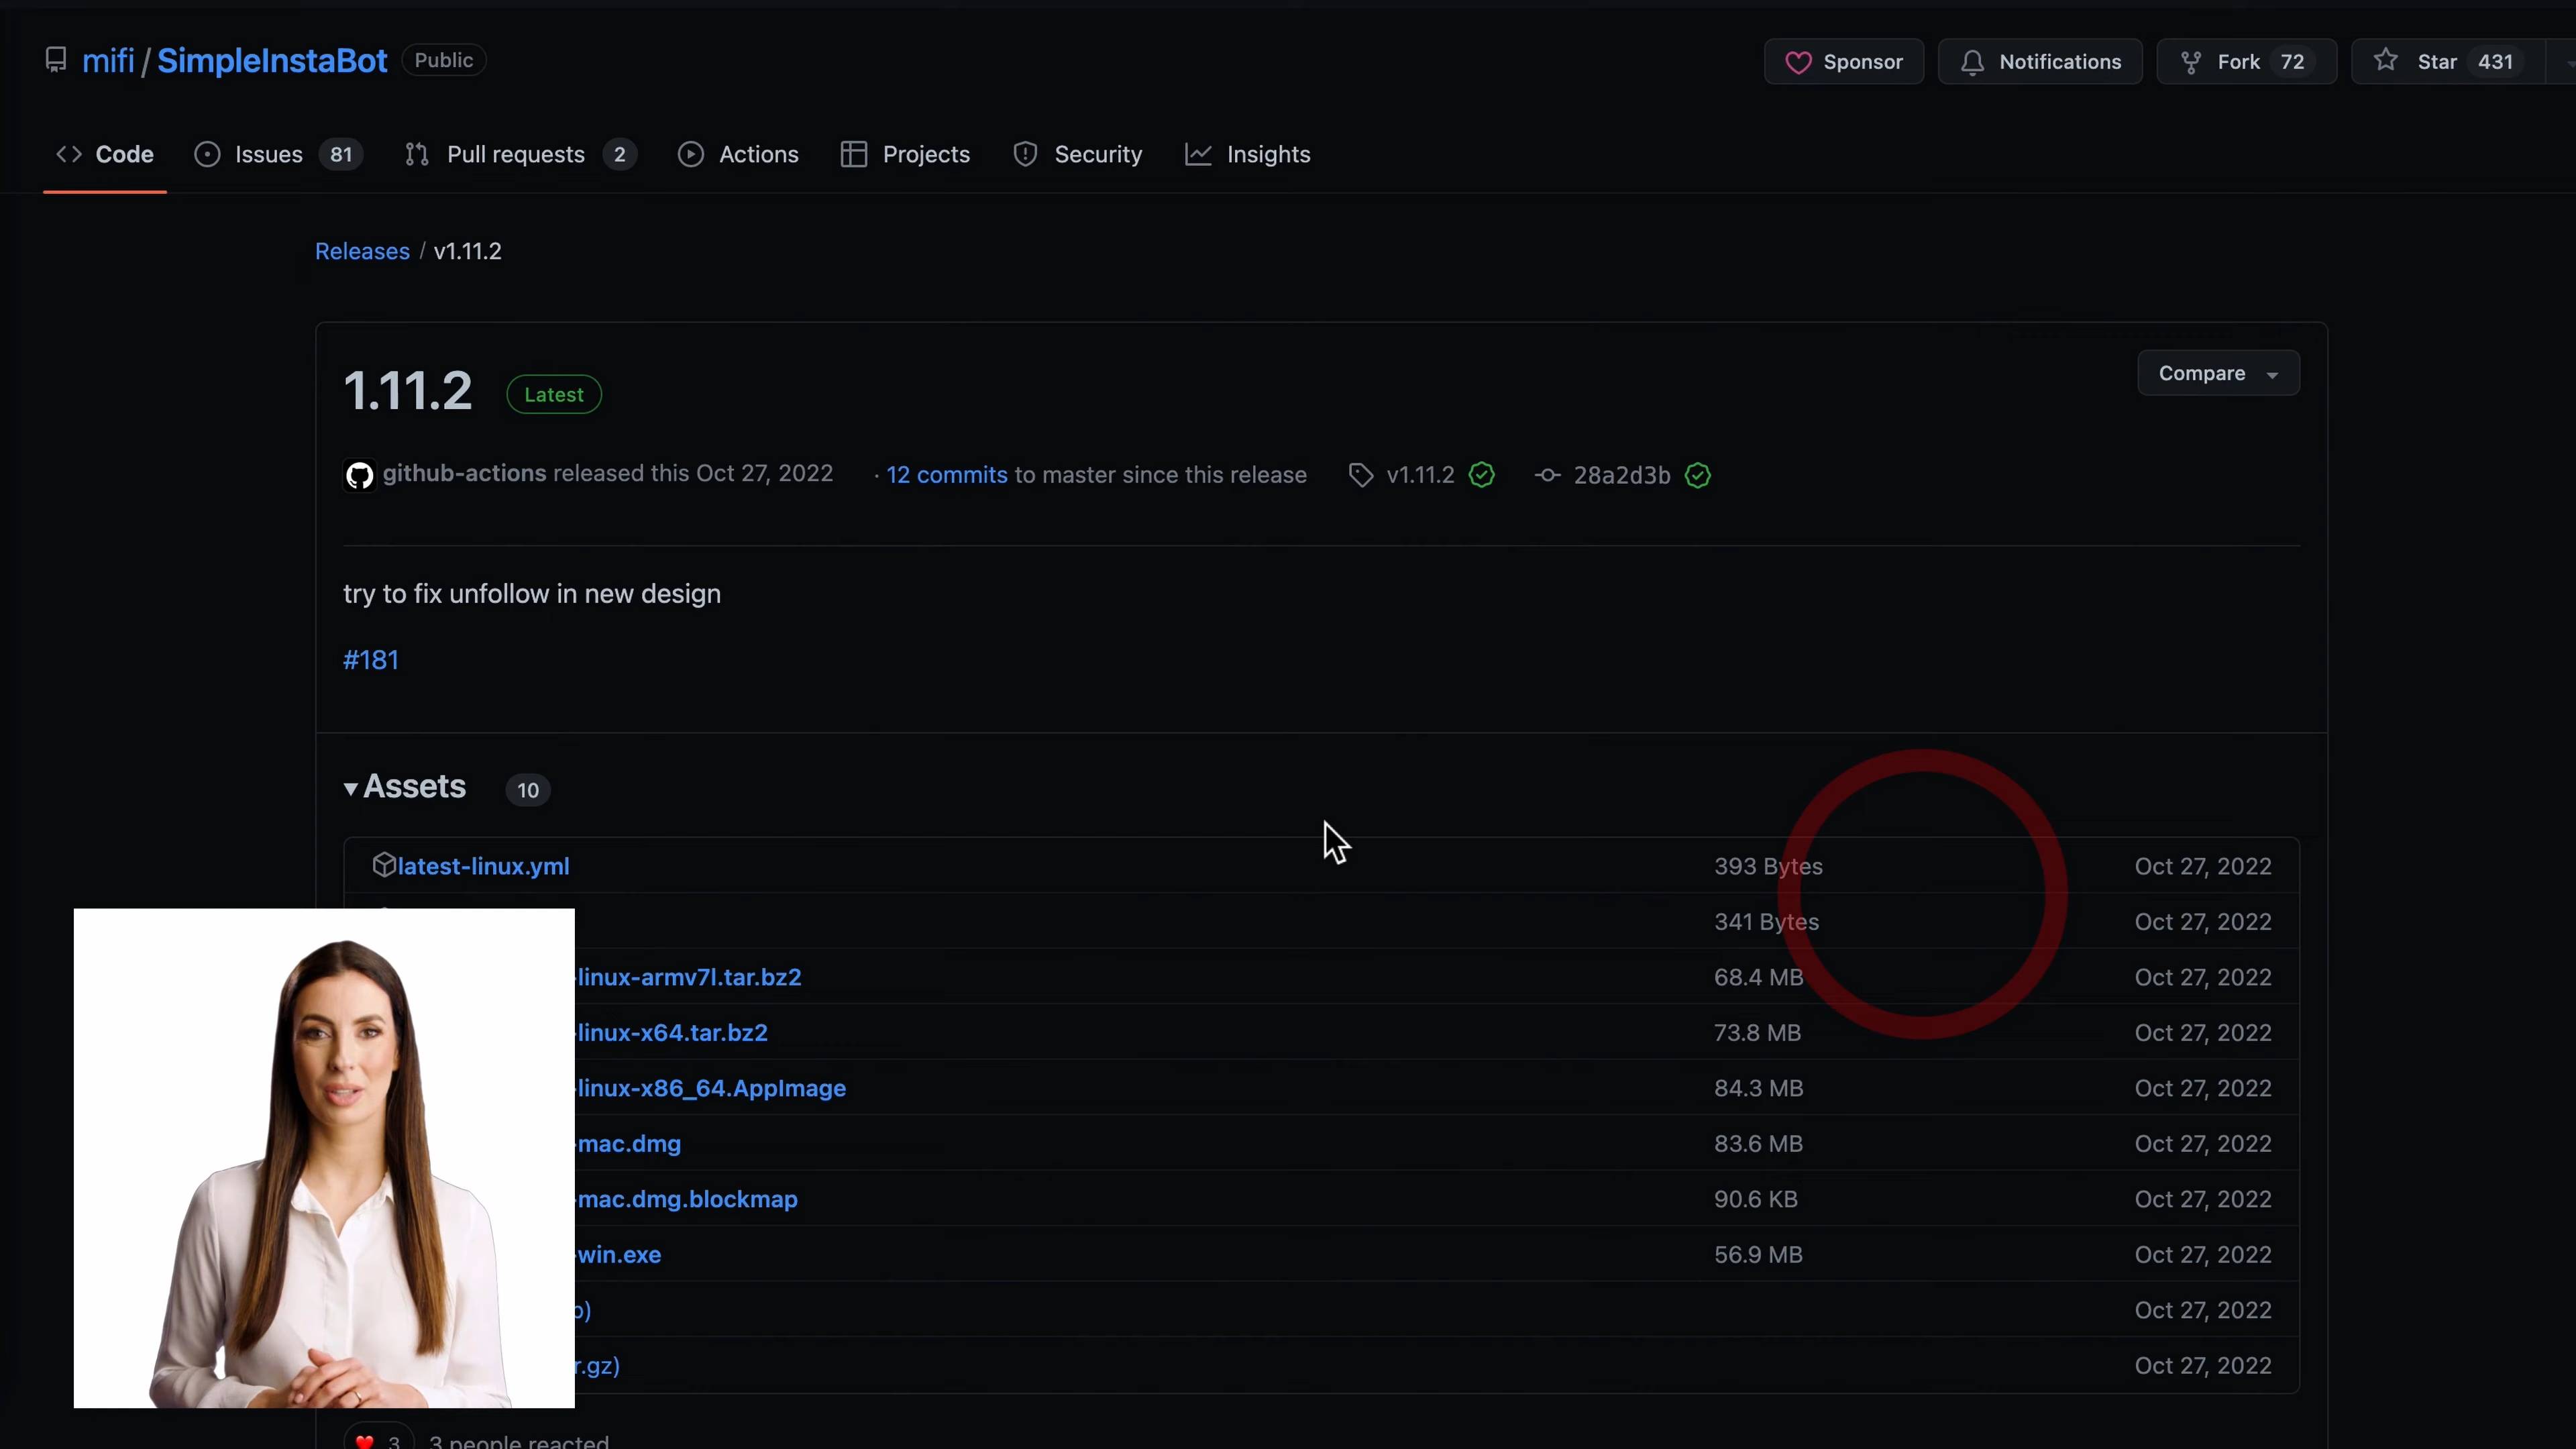 mifi / SimpleInstaBot Public
Sponsor
Notifications
Fork 72
Star 431
Code
Issues 81
Pull requests 2
Actions
Projects
Security
Insights
Releases / v1.11.2
1.11.2 Latest
Compare
github-actions released this Oct 27, 2022 · 12 commits to master since this release v1.11.2 28a2d3b
try to fix unfollow in new design
#181
Assets 10
latest-linux.yml 393 Bytes Oct 27, 2022
341 Bytes Oct 27, 2022
-linux-armv7l.tar.bz2 68.4 MB Oct 27, 2022
-linux-x64.tar.bz2 73.8 MB Oct 27, 2022
-linux-x86_64.AppImage 84.3 MB Oct 27, 2022
-mac.dmg 83.6 MB Oct 27, 2022
-mac.dmg.blockmap 90.6 KB Oct 27, 2022
-win.exe 56.9 MB Oct 27, 2022
p) Oct 27, 2022
r.gz) Oct 27, 2022
3 3 people reacted